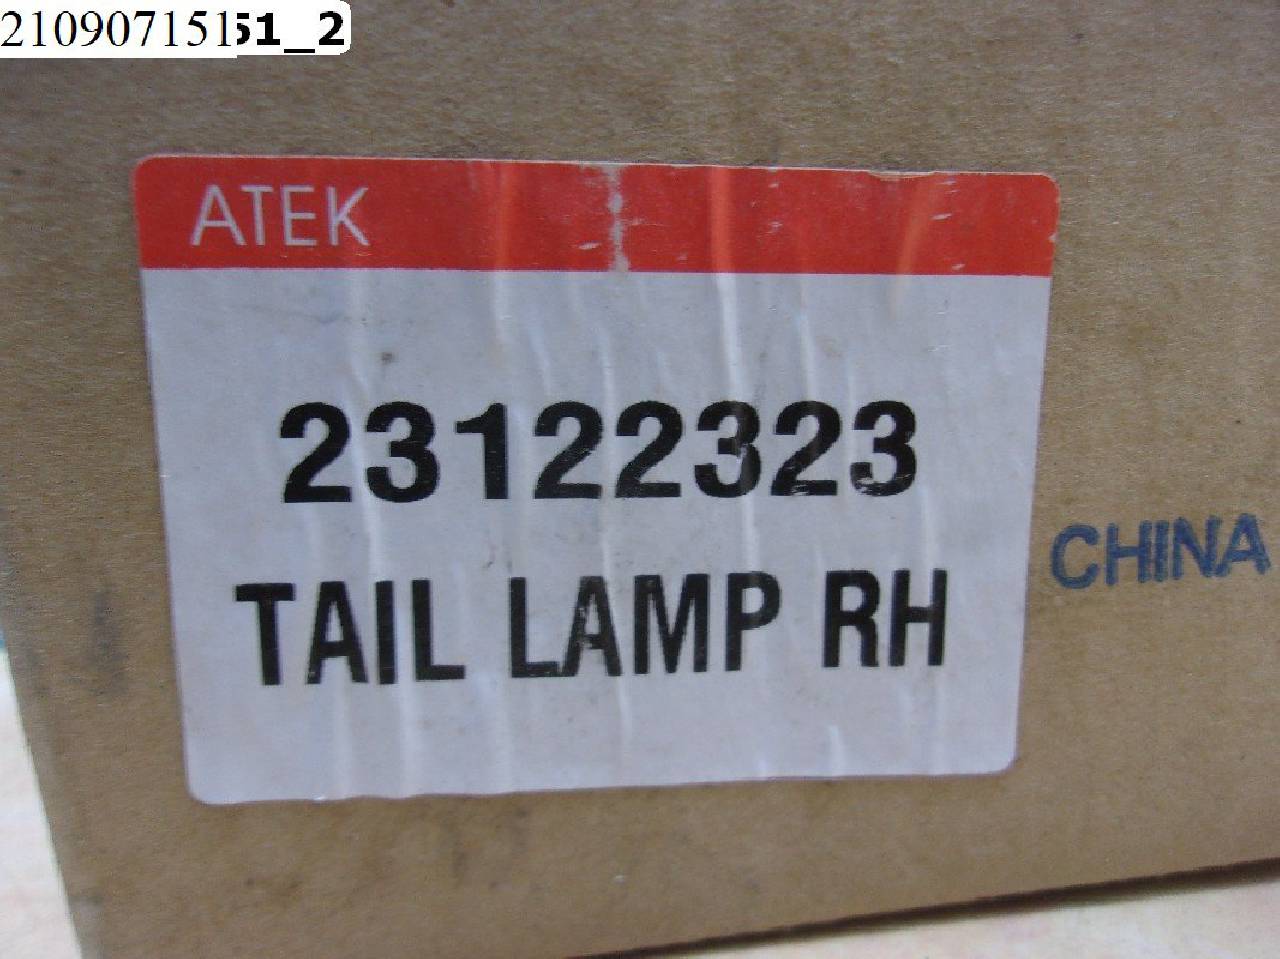 21090715151_2
ATEK
23122323
TAIL LAMP RH
CHINA